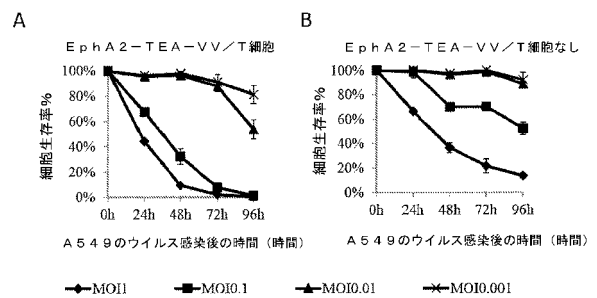 A
EphA2-TEA-VV/T細胞
細胞生存率%
100%
80%
60%
40%
20%
0%
0h 24h 48h 72h 96h
A549のウイルス感染後の時間(時間)
B
EphA2-TEA-VV/T細胞なし
細胞生存率%
100%
80%
60%
40%
20%
0%
0h 24h 48h 72h 96h
A549のウイルス感染後の時間(時間)
MOI1 MOI0.1 MOI0.01 MOI0.001